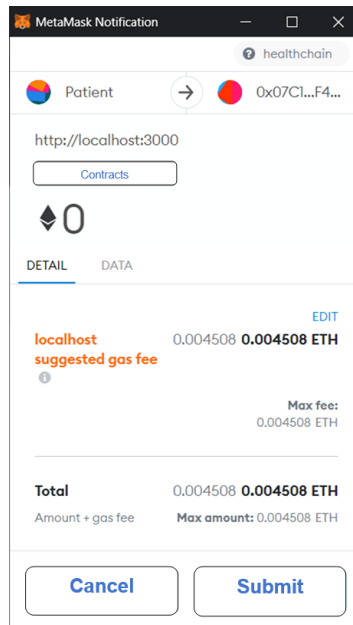 MetaMask Notification
healthchain
Patient
0x07C1...F4...
http://localhost:3000
Contracts
0
DETAIL DATA
EDIT
localhost 0.004508 0.004508 ETH
suggested gas fee
Max fee:
0.004508 ETH
Total 0.004508 0.004508 ETH
Amount + gas fee Max amount: 0.004508 ETH
Cancel Submit